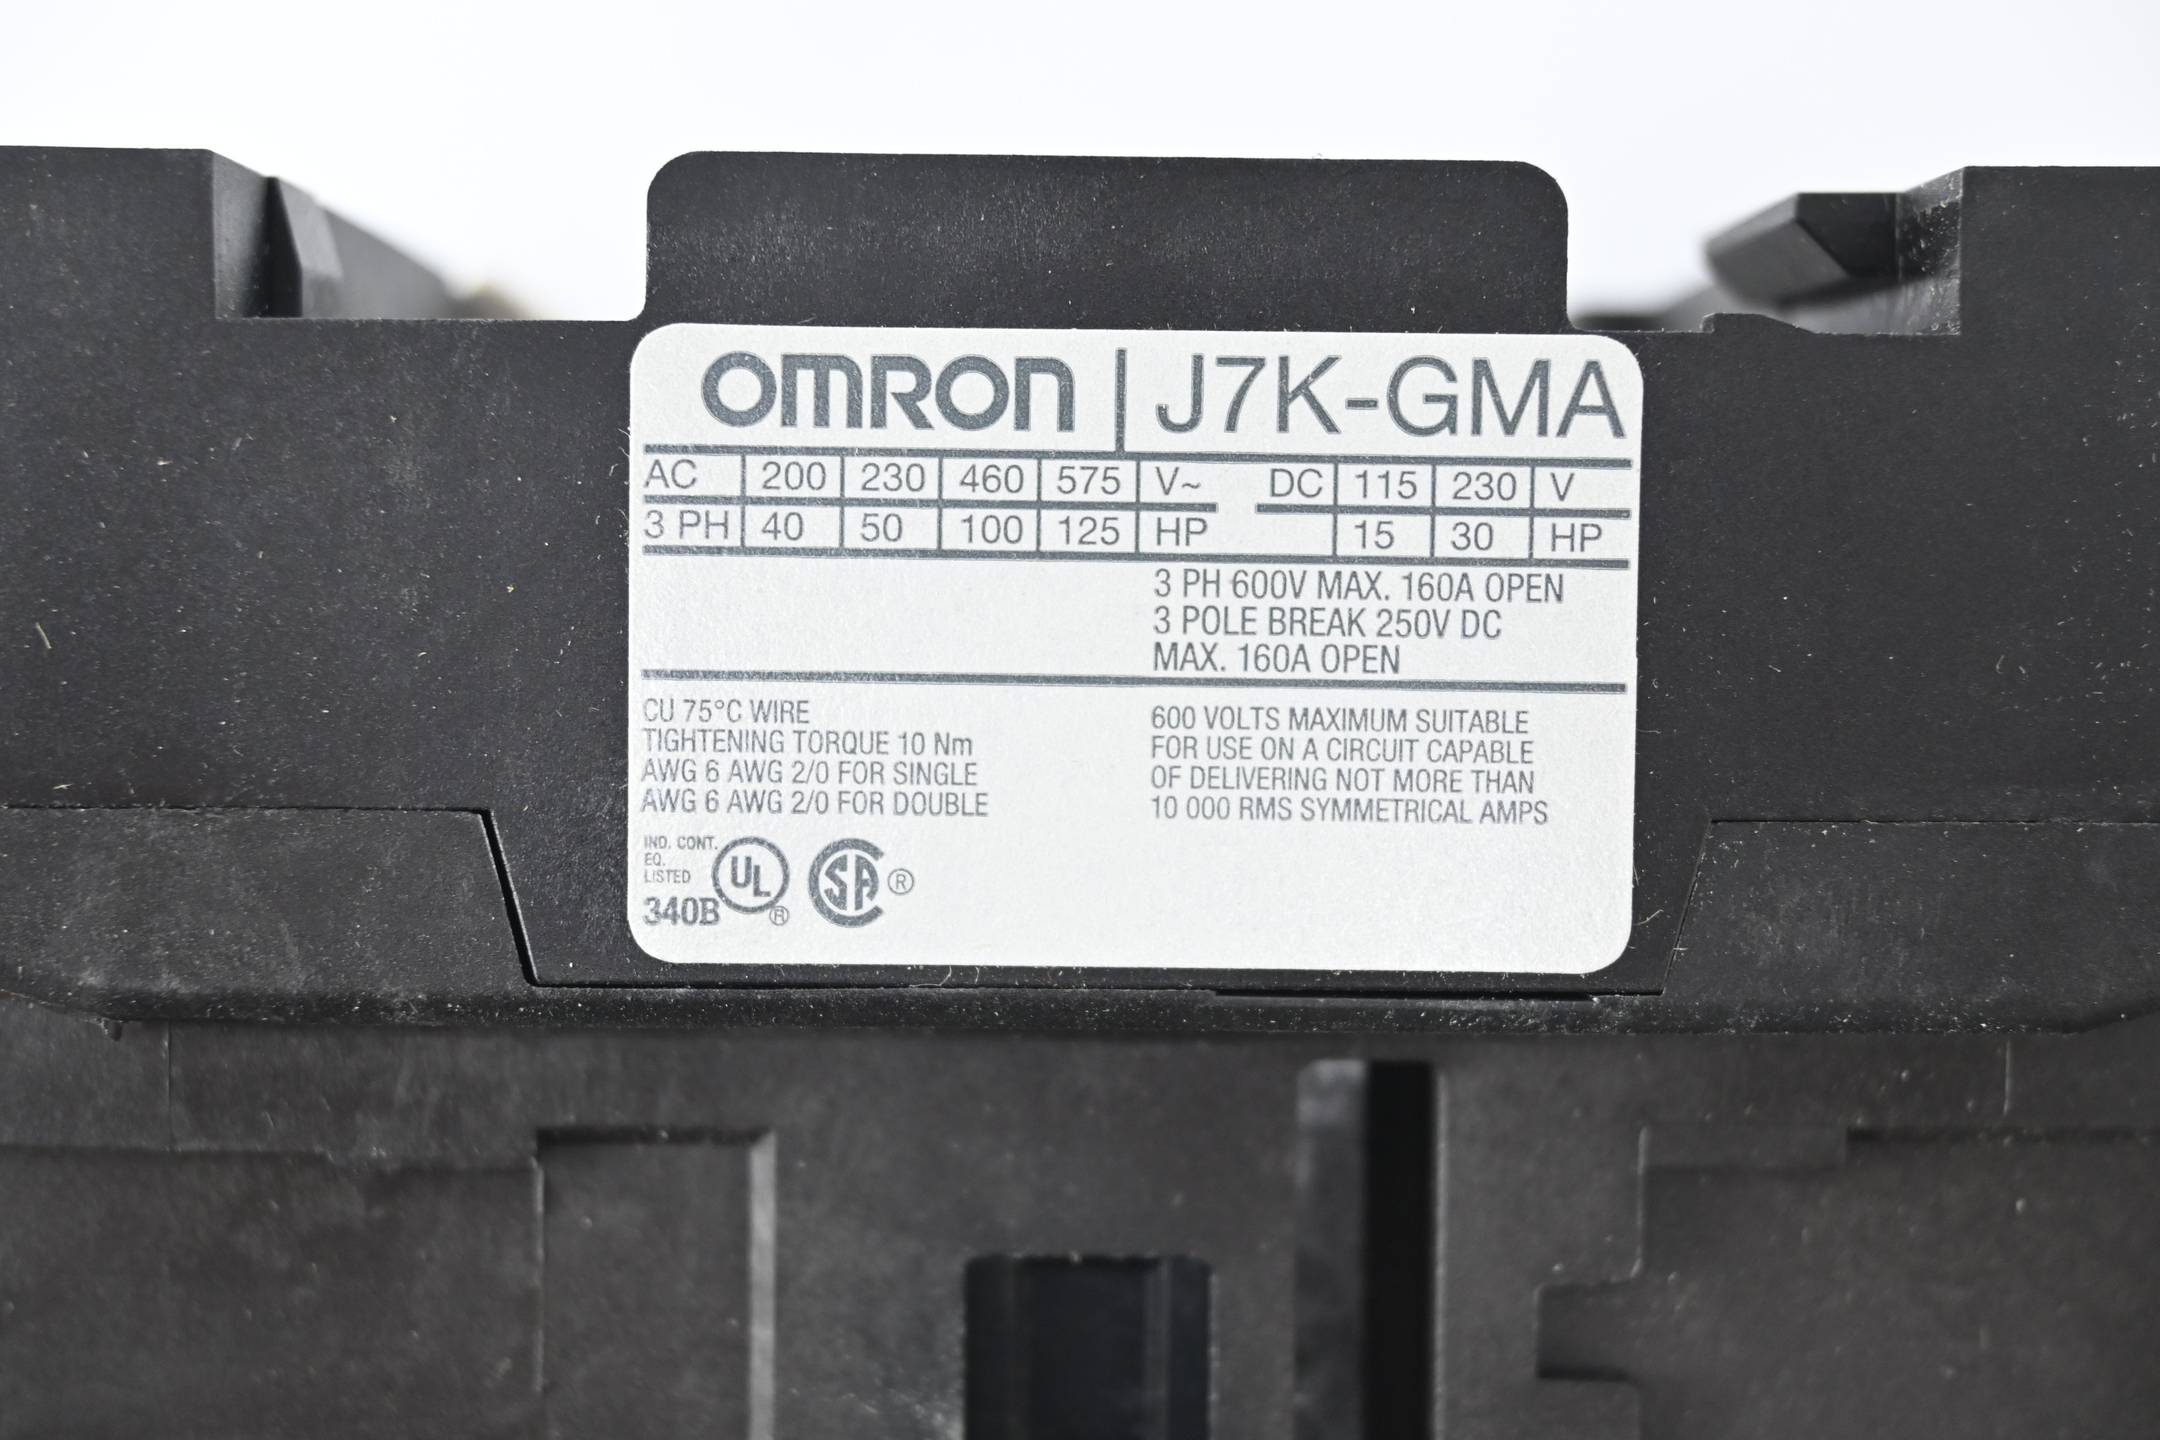 OMRON J7K-GMA
AC 200 230 460 575 V~ DC 115 230 V
3 PH 40 50 100 125 HP 15 30 HP
3 PH 600V MAX. 160A OPEN
3 POLE BREAK 250V DC
MAX. 160A OPEN
CU 75°C WIRE
TIGHTENING TORQUE 10 Nm
AWG 6 AWG 2/0 FOR SINGLE
AWG 6 AWG 2/0 FOR DOUBLE
600 VOLTS MAXIMUM SUITABLE
FOR USE ON A CIRCUIT CAPABLE
OF DELIVERING NOT MORE THAN
10 000 RMS SYMMETRICAL AMPS
IND. CONT.
EQ.
LISTED
340B
UL ®
SA ®